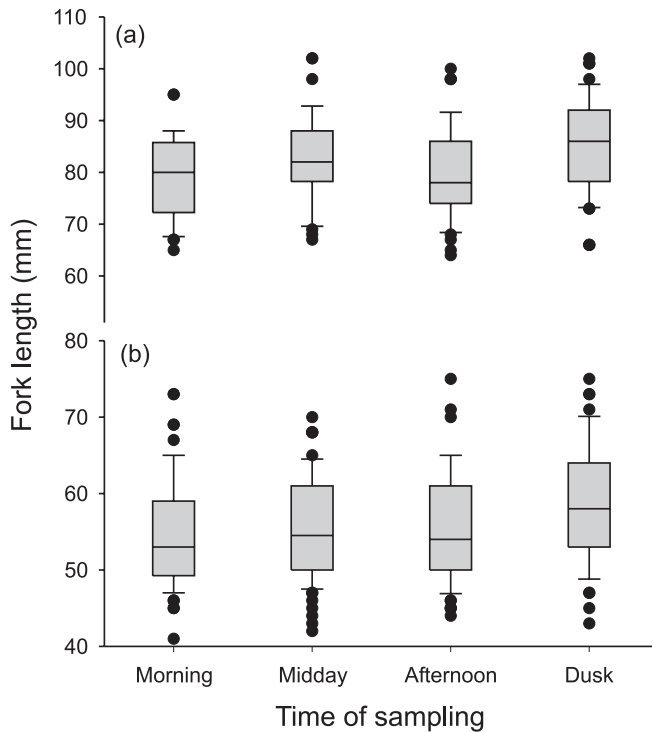 (a)
110
100
90
80
70
60
(b)
80
70
60
50
40
Fork length (mm)
Morning Midday Afternoon Dusk
Time of sampling